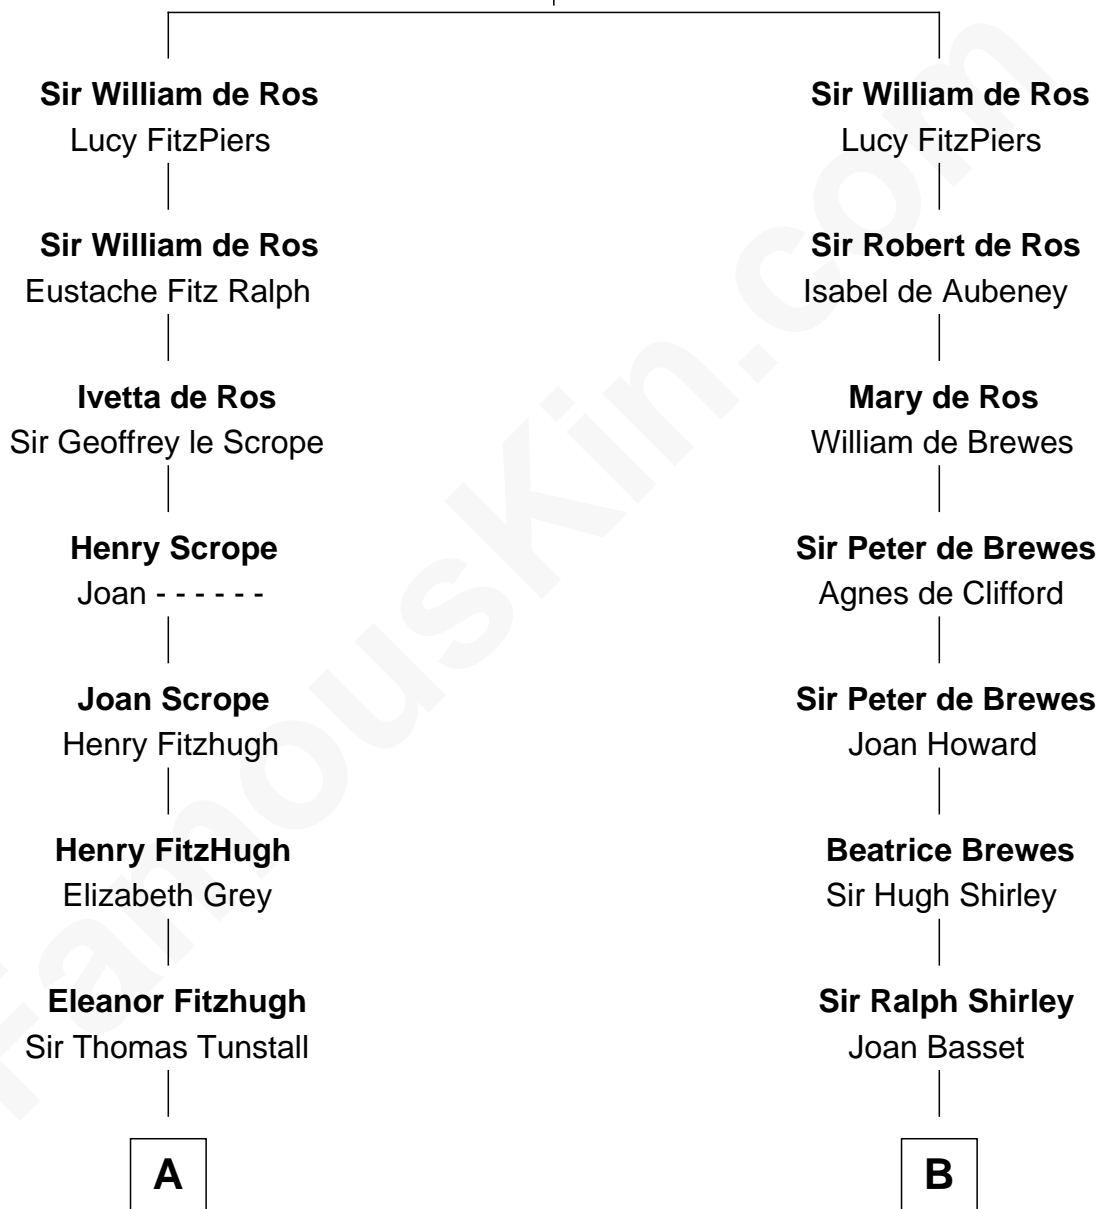 Sir William de Ros
Lucy FitzPiers
Sir William de Ros
Eustache Fitz Ralph
Ivetta de Ros
Sir Geoffrey le Scrope
Henry Scrope
Joan - - - - - -
Joan Scrope
Henry Fitzhugh
Henry FitzHugh
Elizabeth Grey
Eleanor Fitzhugh
Sir Thomas Tunstall
A
Sir William de Ros
Lucy FitzPiers
Sir Robert de Ros
Isabel de Aubeney
Mary de Ros
William de Brewes
Sir Peter de Brewes
Agnes de Clifford
Sir Peter de Brewes
Joan Howard
Beatrice Brewes
Sir Hugh Shirley
Sir Ralph Shirley
Joan Basset
B
FamousKin.com